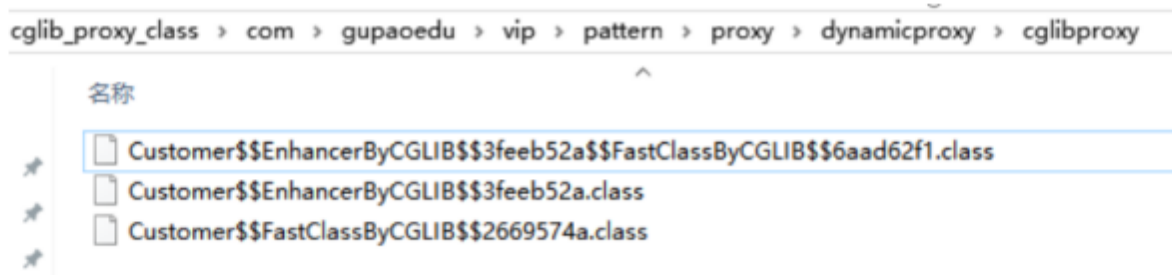 cglib_proxy_class > com > gupaoedu > vip > pattern > proxy > dynamicproxy > cglibproxy
名称
Customer$$EnhancerByCGLIB$$3feeb52a$$FastClassByCGLIB$$6aad62f1.class
Customer$$EnhancerByCGLIB$$3feeb52a.class
Customer$$FastClassByCGLIB$$2669574a.class